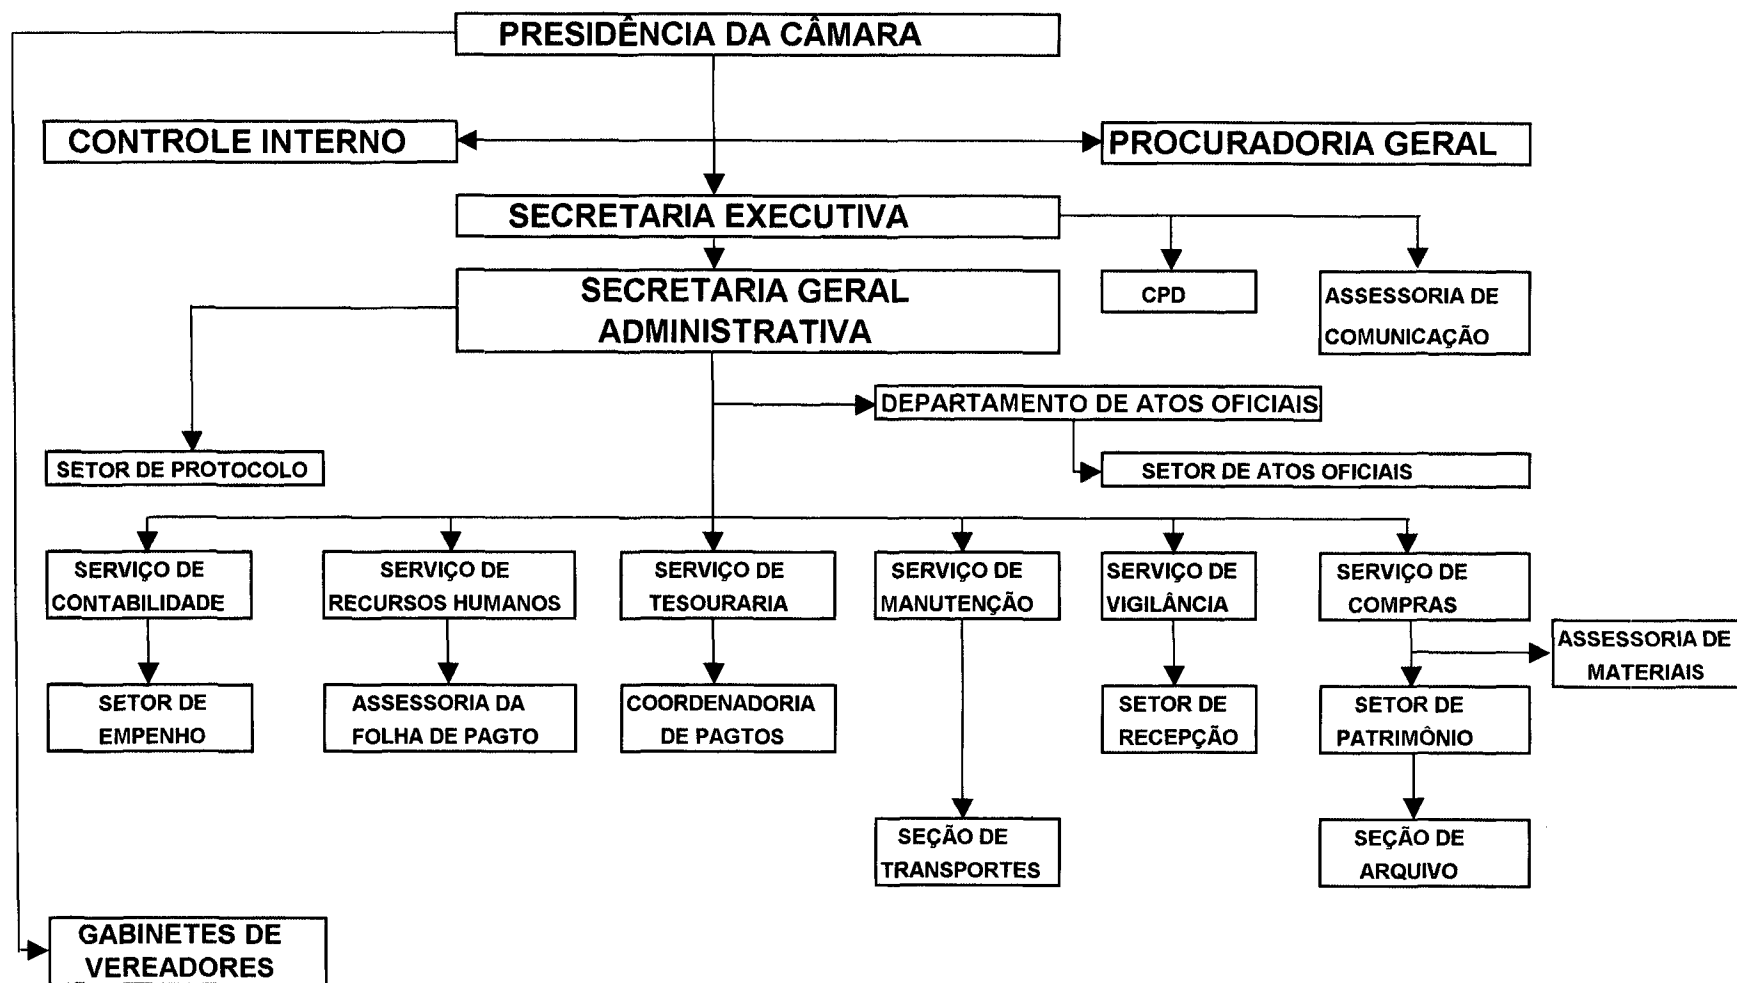 PRESIDÊNCIA DA CÂMARA
CONTROLE INTERNO
PROCURADORIA GERAL
SECRETARIA EXECUTIVA
SECRETARIA GERAL
ADMINISTRATIVA
CPD
ASSESSORIA DE
COMUNICAÇÃO
DEPARTAMENTO DE ATOS OFICIAIS
SETOR DE PROTOCOLO
SETOR DE ATOS OFICIAIS
SERVIÇO DE
CONTABILIDADE
SERVIÇO DE
RECURSOS HUMANOS
SERVIÇO DE
TESOURARIA
SERVIÇO DE
MANUTENÇÃO
SERVIÇO DE
VIGILÂNCIA
SERVIÇO DE
COMPRAS
ASSESSORIA DE
MATERIAIS
SETOR DE
EMPENHO
ASSESSORIA DA
FOLHA DE PAGTO
COORDENADORIA
DE PAGTOS
SETOR DE
RECEPÇÃO
SETOR DE
PATRIMÔNIO
SEÇÃO DE
TRANSPORTES
SEÇÃO DE
ARQUIVO
GABINETES DE
VEREADORES